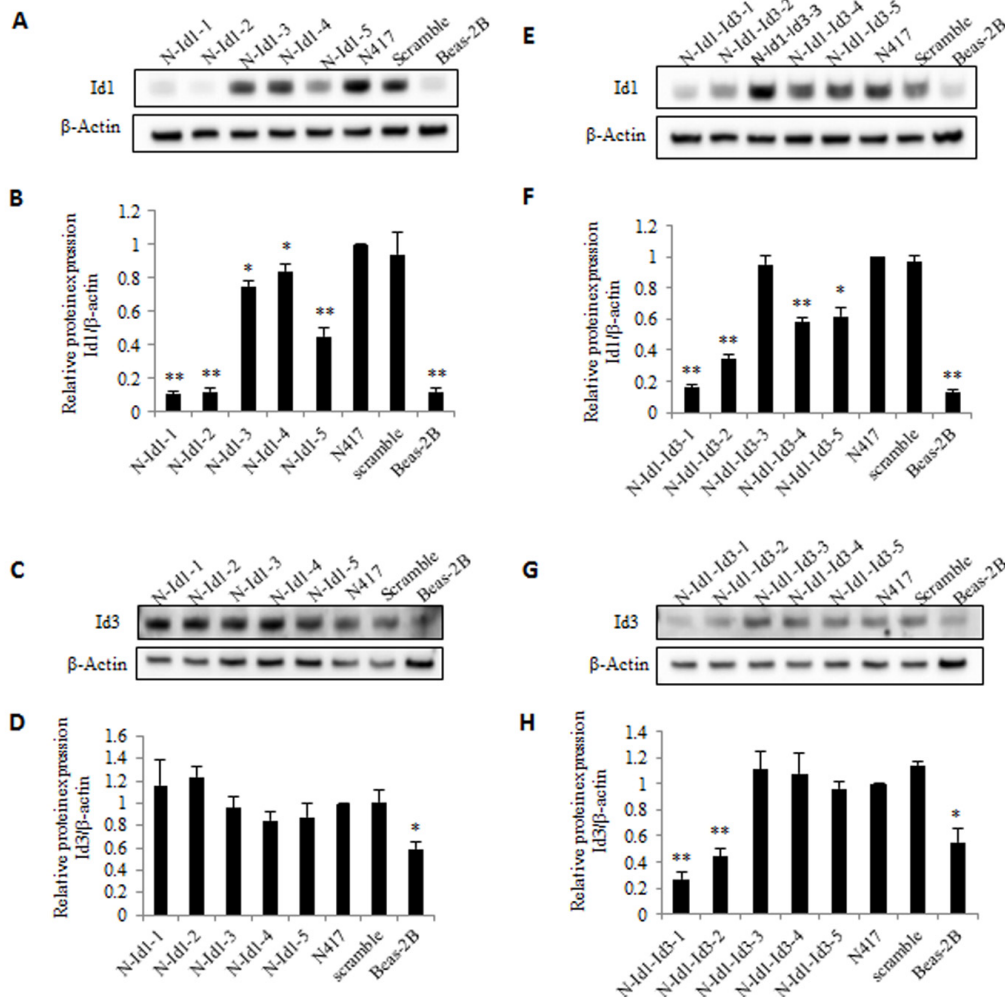 A
N-Id1-1 N-Id1-2 N-Id1-3 N-Id1-4 N-Id1-5 N417 Scramble Beas-2B
Id1
β-Actin
B
Relative proteinexpression
Id1/β-actin
1.2
1
0.8
0.6
0.4
0.2
0
** ** * * ** **
N-Id1-1 N-Id1-2 N-Id1-3 N-Id1-4 N-Id1-5 N417 scramble Beas-2B
C
N-Id1-1 N-Id1-2 N-Id1-3 N-Id1-4 N-Id1-5 N417 Scramble Beas-2B
Id3
β-Actin
D
Relative proteinexpression
Id3/β-actin
1.6
1.4
1.2
1
0.8
0.6
0.4
0.2
0
*
N-Id1-1 N-Id1-2 N-Id1-3 N-Id1-4 N-Id1-5 N417 scramble Beas-2B
E
N-Id1-Id3-1 N-Id1-Id3-2 N-id1-Id3-3 N-Id1-Id3-4 N-Id1-Id3-5 N417 Scramble Beas-2B
Id1
β-Actin
F
Relative proteinexpression
Id1/β-actin
1.2
1
0.8
0.6
0.4
0.2
0
** ** ** * **
N-Id1-Id3-1 N-Id1-Id3-2 N-Id1-Id3-3 N-Id1-Id3-4 N-Id1-Id3-5 N417 scramble Beas-2B
G
N-Id1-Id3-1 N-Id1-Id3-2 N-Id1-Id3-3 N-Id1-Id3-4 N-Id1-Id3-5 N417 Scramble Beas-2B
Id3
β-Actin
H
Relative proteinexpression
Id3/β-actin
1.4
1.2
1
0.8
0.6
0.4
0.2
0
** ** *
N-Id1-Id3-1 N-Id1-Id3-2 N-Id1-Id3-3 N-Id1-Id3-4 N-Id1-Id3-5 N417 scramble Beas-2B